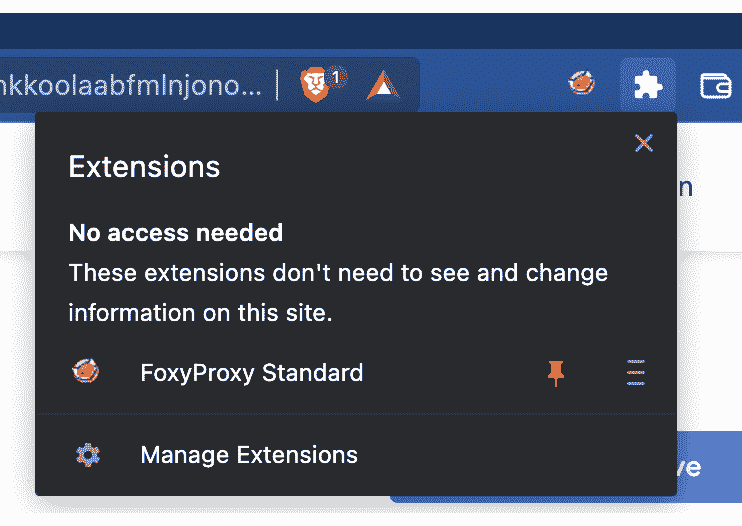 nkkoolaabfmlnjono... 1
Extensions
No access needed
These extensions don't need to see and change
information on this site.
FoxyProxy Standard
Manage Extensions